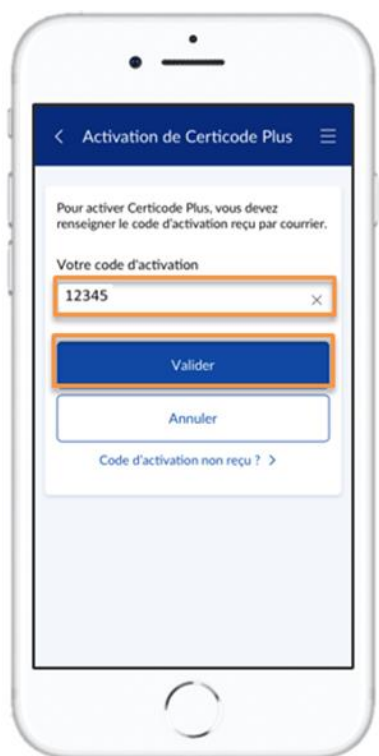 Activation de Certicode Plus
Pour activer Certicode Plus, vous devez
renseigner le code d'activation reçu par courrier.
Votre code d'activation
12345
Valider
Annuler
Code d'activation non reçu ?